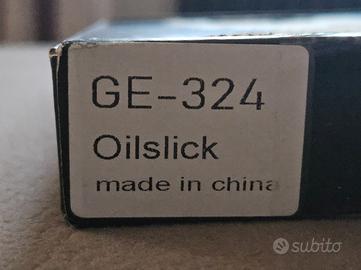 GE-324
Oilslick
made in china
subito